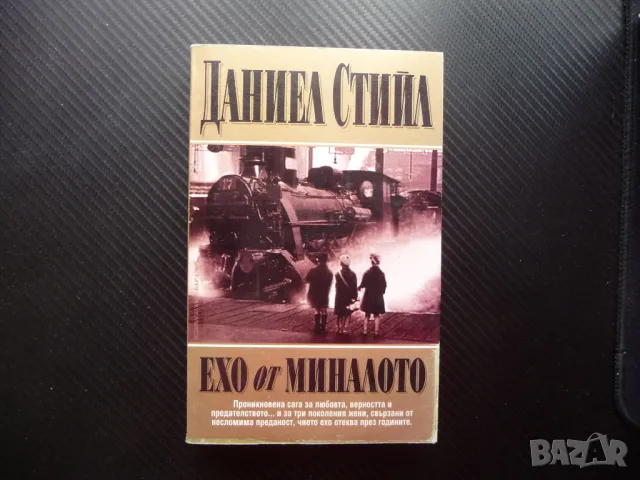 ДАНИЕЛ СТИЙЛ
ЕХО от МИНАЛОТО
Проникновена сага за любовта, верността и
предателството... и за три поколения жени, свързани от
несломима преданост, чието ехо отеква през годините.
BAZAR
.bg